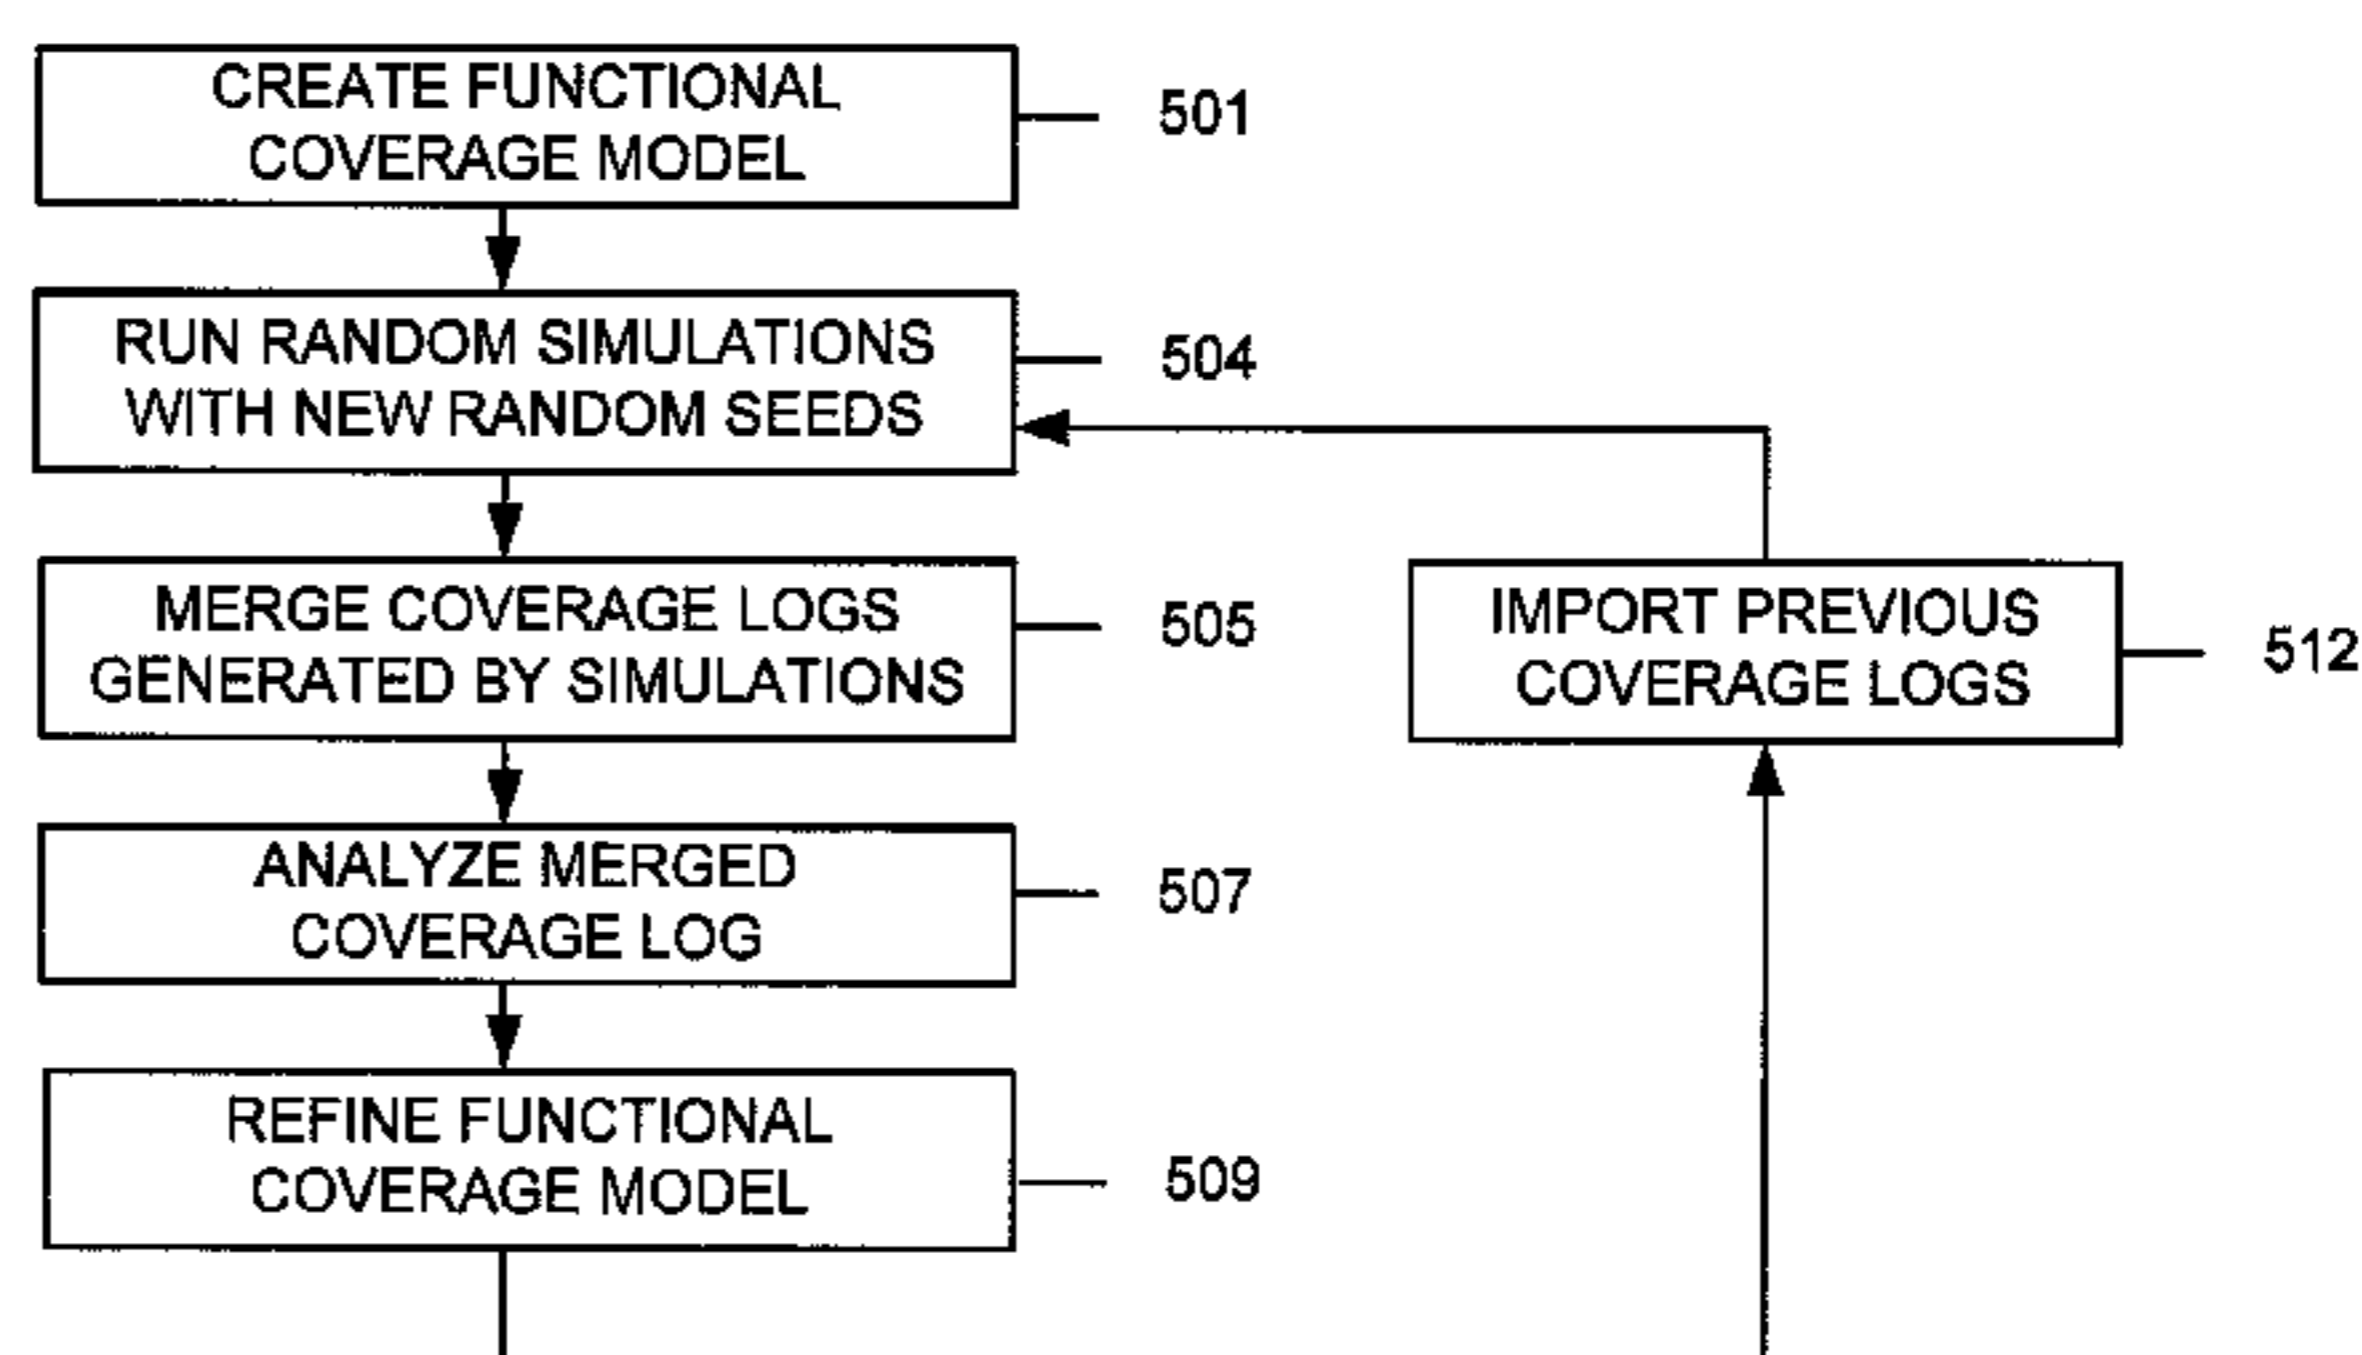 CREATE FUNCTIONAL
COVERAGE MODEL
501
RUN RANDOM SIMULATIONS
WITH NEW RANDOM SEEDS
504
MERGE COVERAGE LOGS
GENERATED BY SIMULATIONS
505
IMPORT PREVIOUS
COVERAGE LOGS
512
ANALYZE MERGED
COVERAGE LOG
507
REFINE FUNCTIONAL
COVERAGE MODEL
509